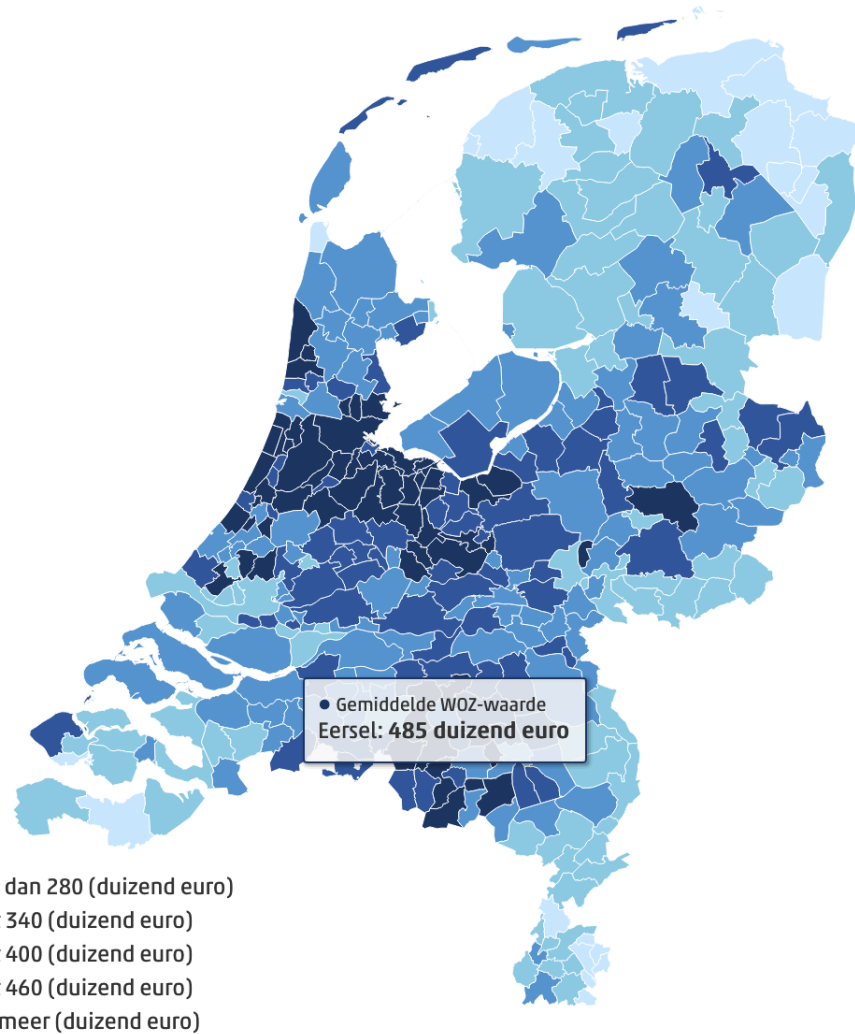 Gemiddelde WOZ-waarde
Eersel: 485 duizend euro
dan 280 (duizend euro)
340 (duizend euro)
400 (duizend euro)
460 (duizend euro)
meer (duizend euro)